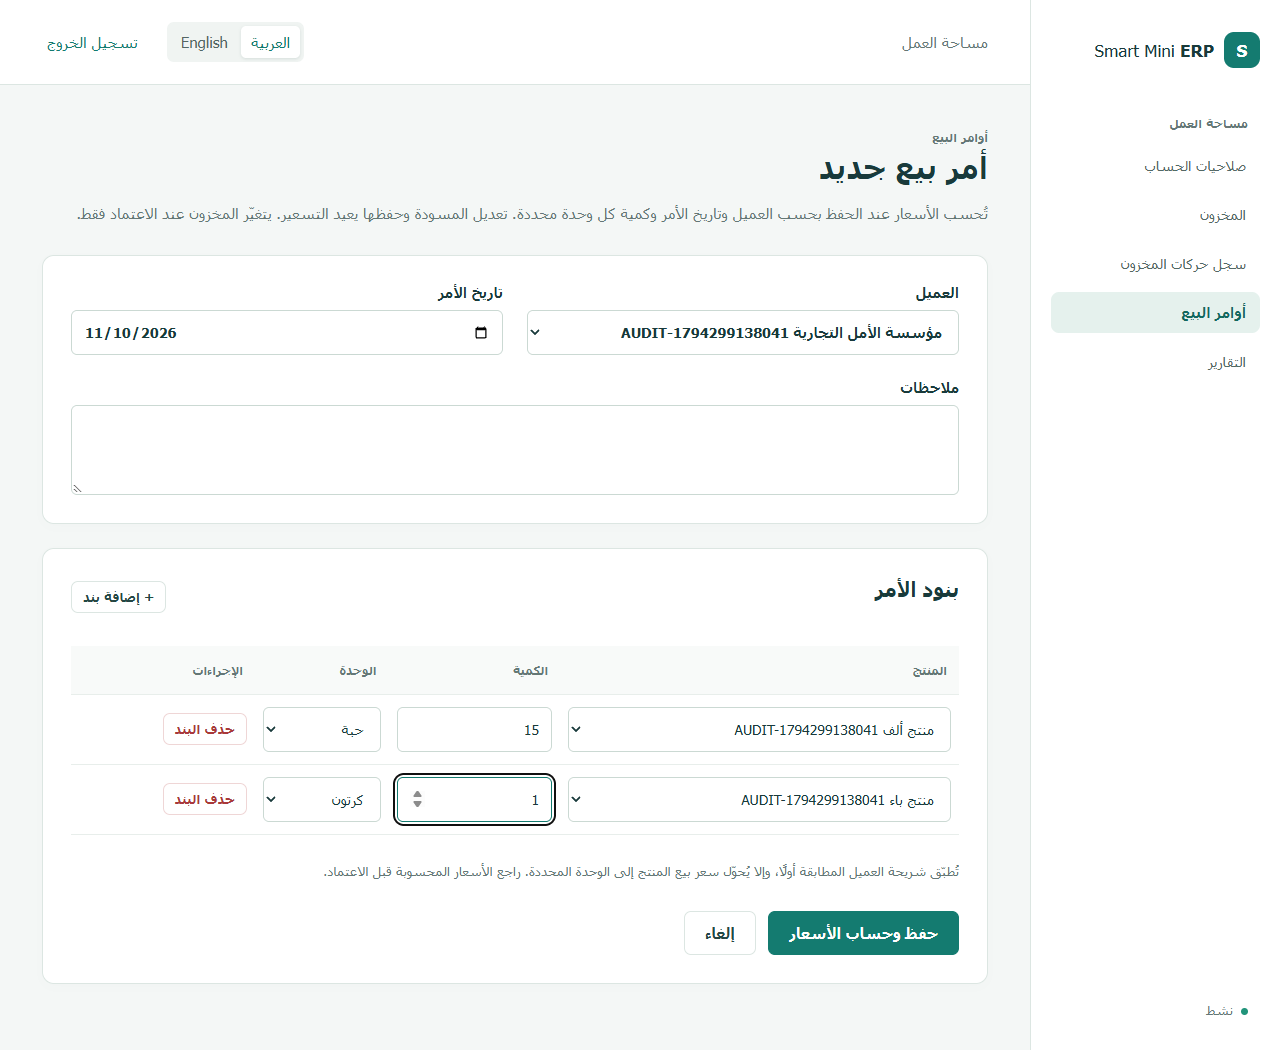 S Smart Mini ERP
مساحة العمل
صلاحيات الحساب
المخزون
سجل حركات المخزون
أوامر البيع
التقارير
نشط
مساحة العمل
العربية
English
تسجيل الخروج
أوامر البيع
أمر بيع جديد
تُحسب الأسعار عند الحفظ بحسب العميل وتاريخ الأمر وكمية كل وحدة محددة. تعديل المسودة وحفظها يعيد التسعير. يتغيّر المخزون عند الاعتماد فقط.
العميل
مؤسسة الأمل التجارية AUDIT-1794299138041
تاريخ الأمر
11/10/2026
ملاحظات
بنود الأمر
+ إضافة بند
المنتج الكمية الوحدة الإجراءات
منتج ألف AUDIT-1794299138041 15 حبة حذف البند
منتج باء AUDIT-1794299138041 1 كرتون حذف البند
تُطبّق شريحة العميل المطابقة أولًا، وإلا يُحوّل سعر بيع المنتج إلى الوحدة المحددة. راجع الأسعار المحسوبة قبل الاعتماد.
حفظ وحساب الأسعار
إلغاء